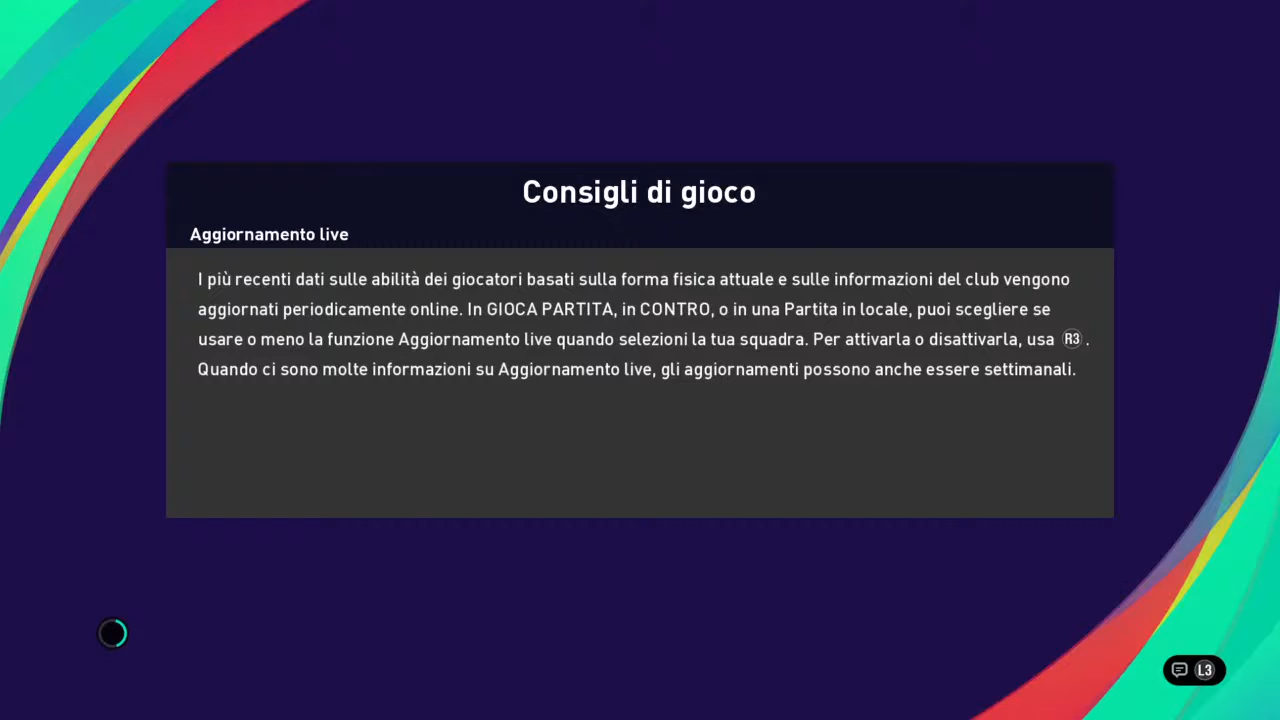 Consigli di gioco
Aggiornamento live
I più recenti dati sulle abilità dei giocatori basati sulla forma fisica attuale e sulle informazioni del club vengono
aggiornati periodicamente online. In GIOCA PARTITA, in CONTRO, o in una Partita in locale, puoi scegliere se
usare o meno la funzione Aggiornamento live quando selezioni la tua squadra. Per attivarla o disattivarla, usa R3.
Quando ci sono molte informazioni su Aggiornamento live, gli aggiornamenti possono anche essere settimanali.
L3